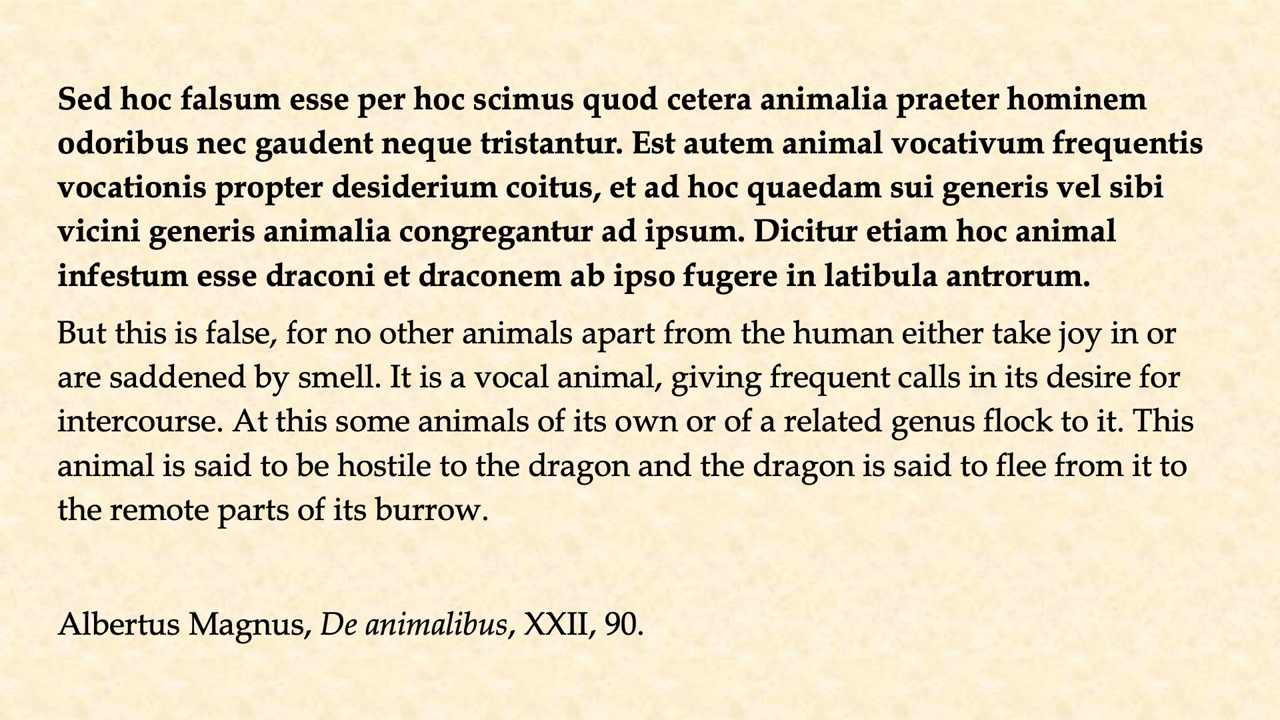 Sed hoc falsum esse per hoc scimus quod cetera animalia praeter hominem
odoribus nec gaudent neque tristantur. Est autem animal vocativum frequentis
vocationis propter desiderium coitus, et ad hoc quaedam sui generis vel sibi
vicini generis animalia congregantur ad ipsum. Dicitur etiam hoc animal
infestum esse draconi et draconem ab ipso fugere in latibula antrorum.
But this is false, for no other animals apart from the human either take joy in or
are saddened by smell. It is a vocal animal, giving frequent calls in its desire for
intercourse. At this some animals of its own or of a related genus flock to it. This
animal is said to be hostile to the dragon and the dragon is said to flee from it to
the remote parts of its burrow.
Albertus Magnus, De animalibus, XXII, 90.